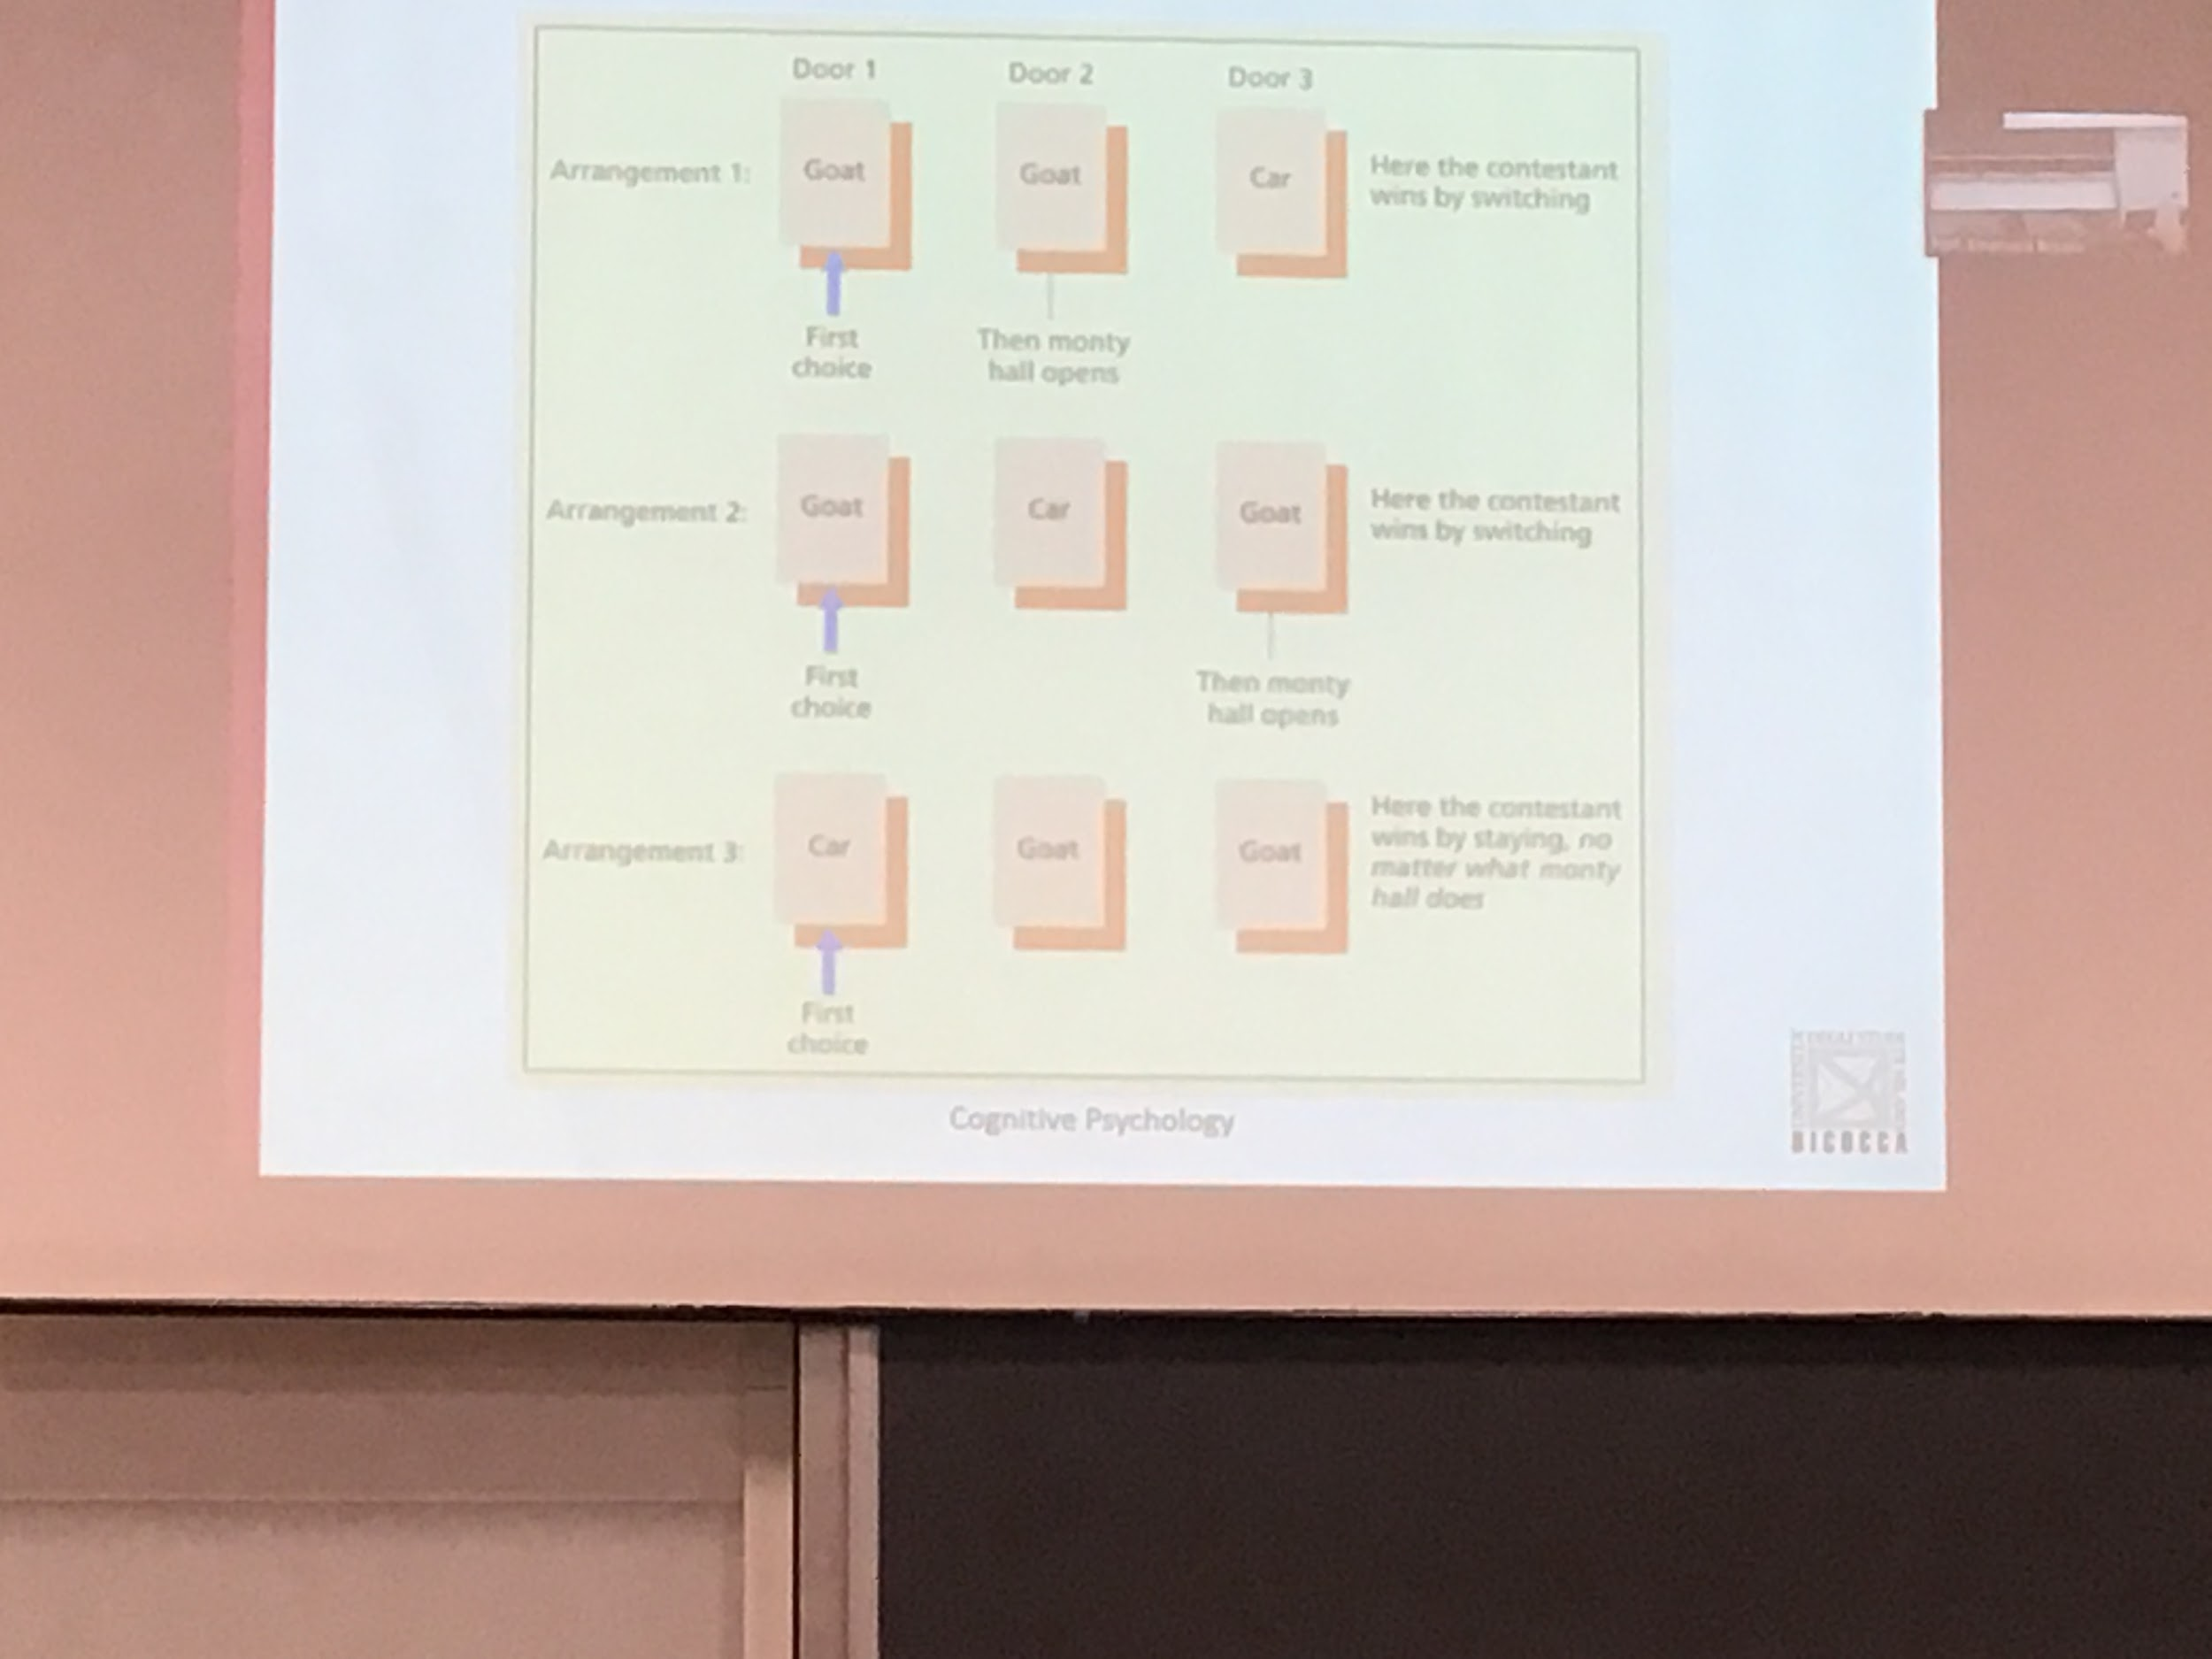 Door 1 Door 2 Door 3
Arrangement 1: Goat Goat Car Here the contestant
wins by switching
First
choice
Then monty
hall opens
Arrangement 2: Goat Car Goat Here the contestant
wins by switching
First
choice
Then monty
hall opens
Arrangement 3: Car Goat Goat Here the contestant
wins by staying, no
matter what monty
hall does
First
choice
Cognitive Psychology
BICOCCA